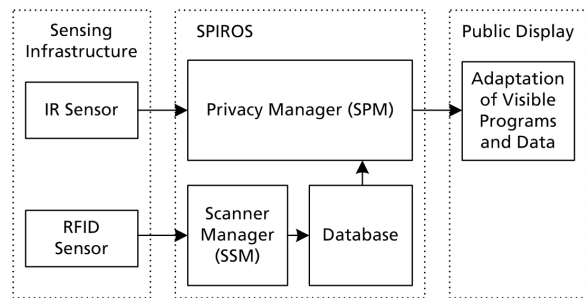 Sensing
Infrastructure
IR Sensor
RFID
Sensor
SPIROS
Privacy Manager (SPM)
Scanner
Manager
(SSM)
Database
Public Display
Adaptation
of Visible
Programs
and Data